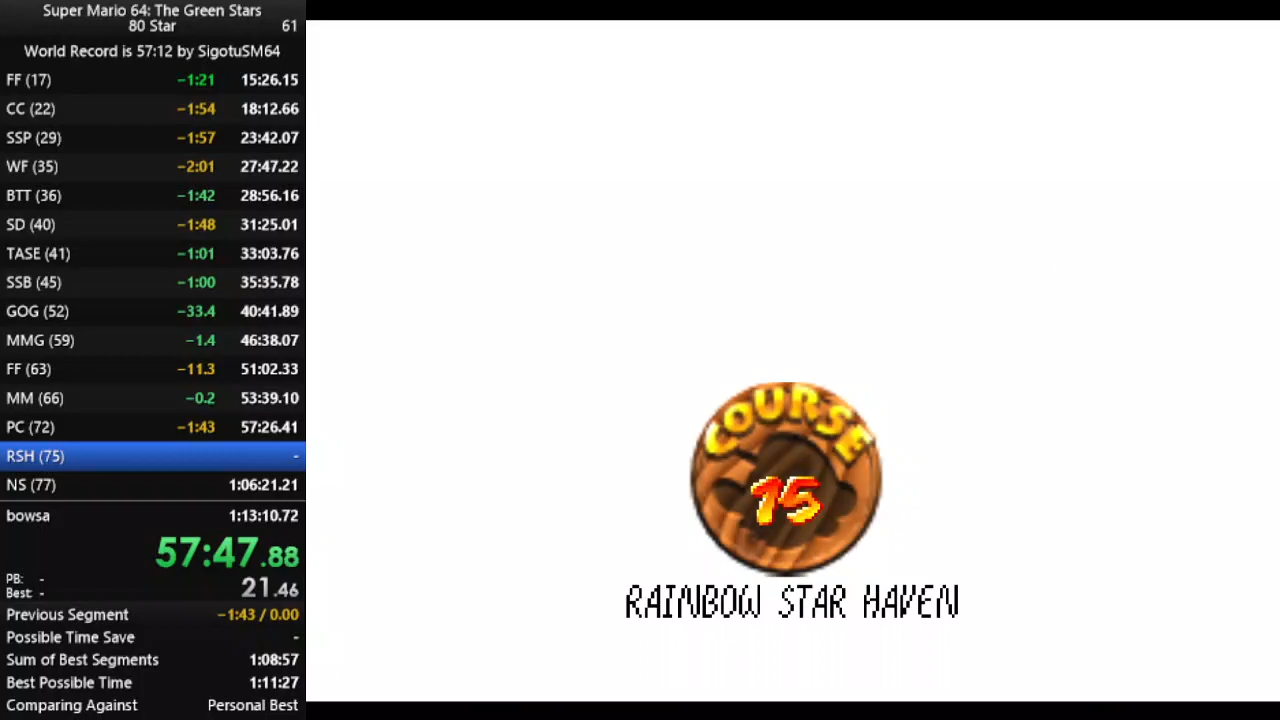 Super Mario 64: The Green Stars
80 Star 61
World Record is 57:12 by SigotuSM64
FF (17) −1:21 15:26.15
CC (22) −1:54 18:12.66
SSP (29) −1:57 23:42.07
WF (35) −2:01 27:47.22
BTT (36) −1:42 28:56.16
SD (40) −1:48 31:25.01
TASE (41) −1:01 33:03.76
SSB (45) −1:00 35:35.78
GOG (52) −33.4 40:41.89
MMG (59) −1.4 46:38.07
FF (63) −11.3 51:02.33
MM (66) −0.2 53:39.10
PC (72) −1:43 57:26.41
RSH (75) -
NS (77) 1:06:21.21
bowsa 1:13:10.72
57:47.88
PB: -
Best: - 21.46
Previous Segment −1:43 / 0.00
Possible Time Save -
Sum of Best Segments 1:08:57
Best Possible Time 1:11:27
Comparing Against Personal Best
COURSE
15
RAINBOW STAR HAVEN